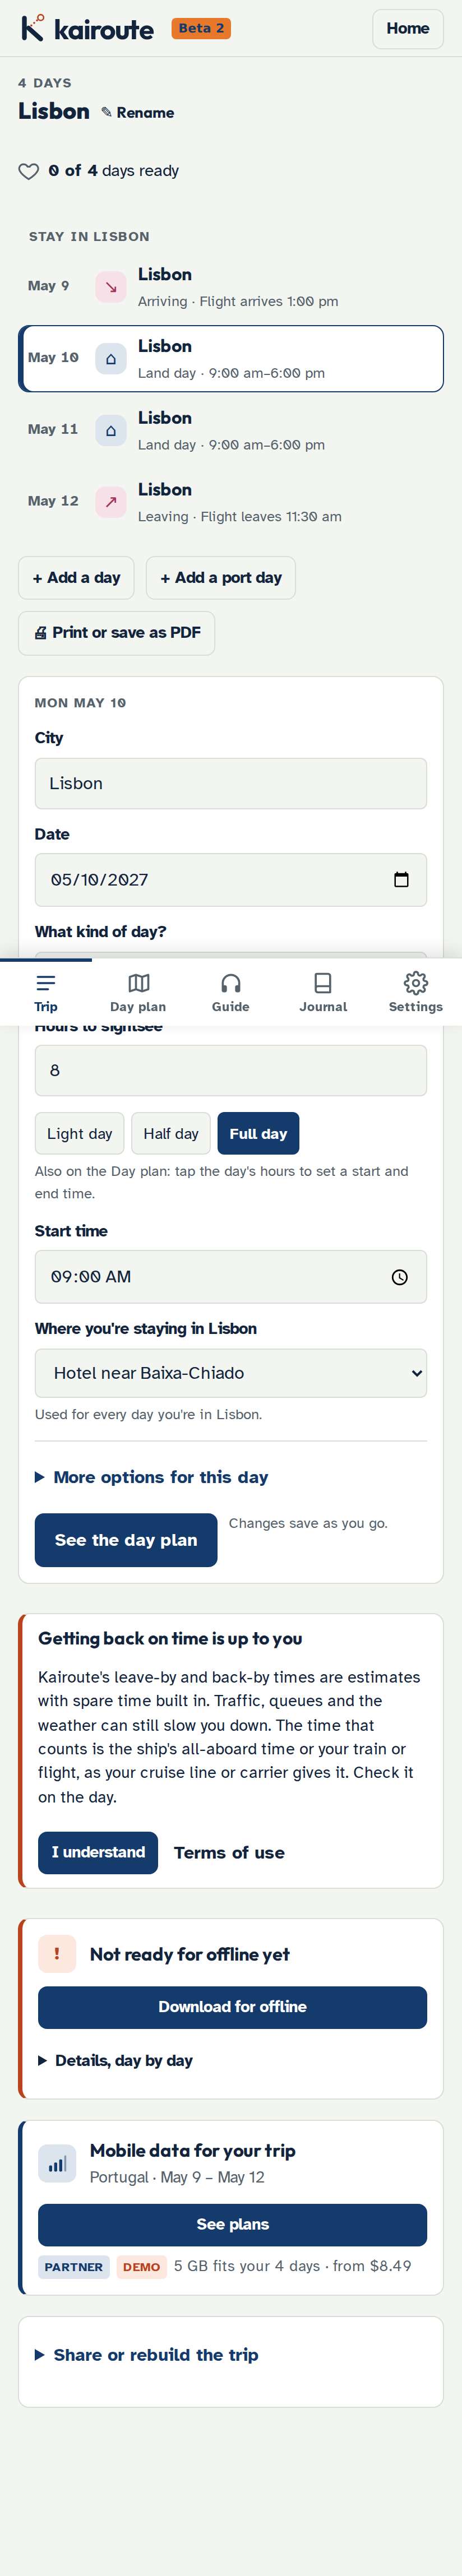 kairoute
Beta 2
Home
4 DAYS
Lisbon
✎ Rename
0 of 4 days ready
STAY IN LISBON
May 9
Lisbon
Arriving · Flight arrives 1:00 pm
May 10
Lisbon
Land day · 9:00 am–6:00 pm
May 11
Lisbon
Land day · 9:00 am–6:00 pm
May 12
Lisbon
Leaving · Flight leaves 11:30 am
+ Add a day
+ Add a port day
Print or save as PDF
MON MAY 10
City
Lisbon
Date
05/10/2027
What kind of day?
Trip
Day plan
Guide
Journal
Settings
Hours to sightsee
8
Light day
Half day
Full day
Also on the Day plan: tap the day's hours to set a start and
end time.
Start time
09:00 AM
Where you're staying in Lisbon
Hotel near Baixa-Chiado
Used for every day you're in Lisbon.
More options for this day
See the day plan
Changes save as you go.
Getting back on time is up to you
Kairoute's leave-by and back-by times are estimates
with spare time built in. Traffic, queues and the
weather can still slow you down. The time that
counts is the ship's all-aboard time or your train or
flight, as your cruise line or carrier gives it. Check it
on the day.
I understand
Terms of use
!
Not ready for offline yet
Download for offline
Details, day by day
Mobile data for your trip
Portugal · May 9 – May 12
See plans
PARTNER
DEMO
5 GB fits your 4 days · from $8.49
Share or rebuild the trip